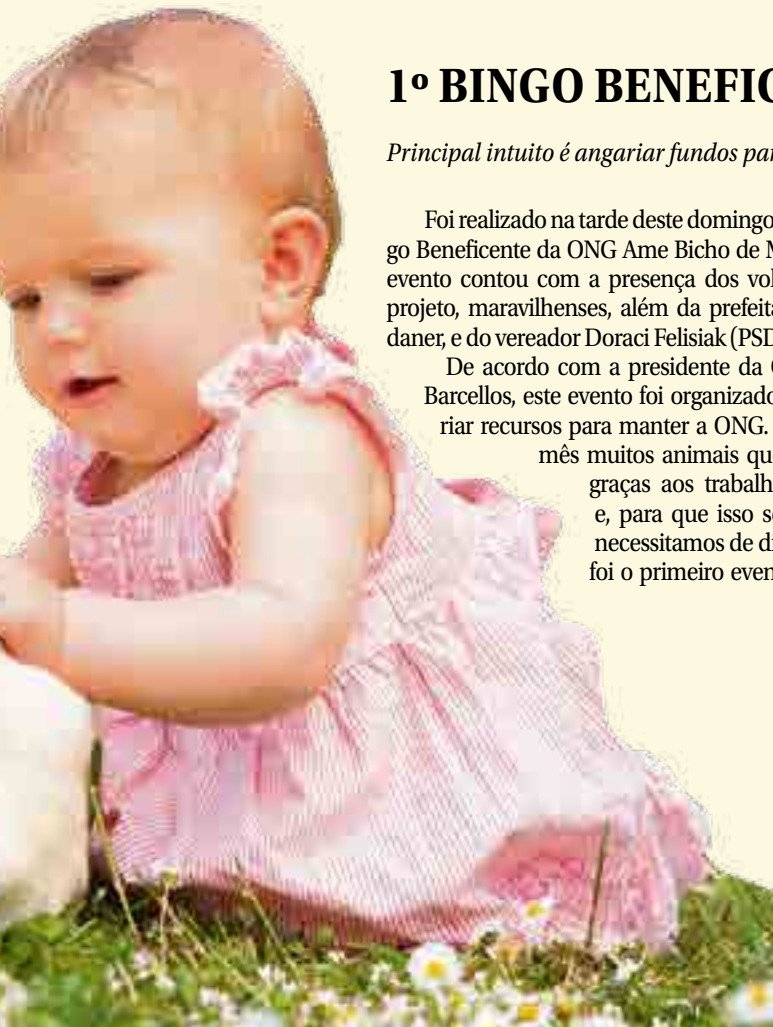 1º BINGO BENEFIC
Principal intuito é angariar fundos par
Foi realizado na tarde deste domingo
go Beneficente da ONG Ame Bicho de M
evento contou com a presença dos vol
projeto, maravilhenses, além da prefeita
daner, e do vereador Doraci Felisiak (PSD
De acordo com a presidente da
Barcellos, este evento foi organizado
riar recursos para manter a ONG.
mês muitos animais qu
graças aos trabalh
e, para que isso s
necessitamos de di
foi o primeiro even